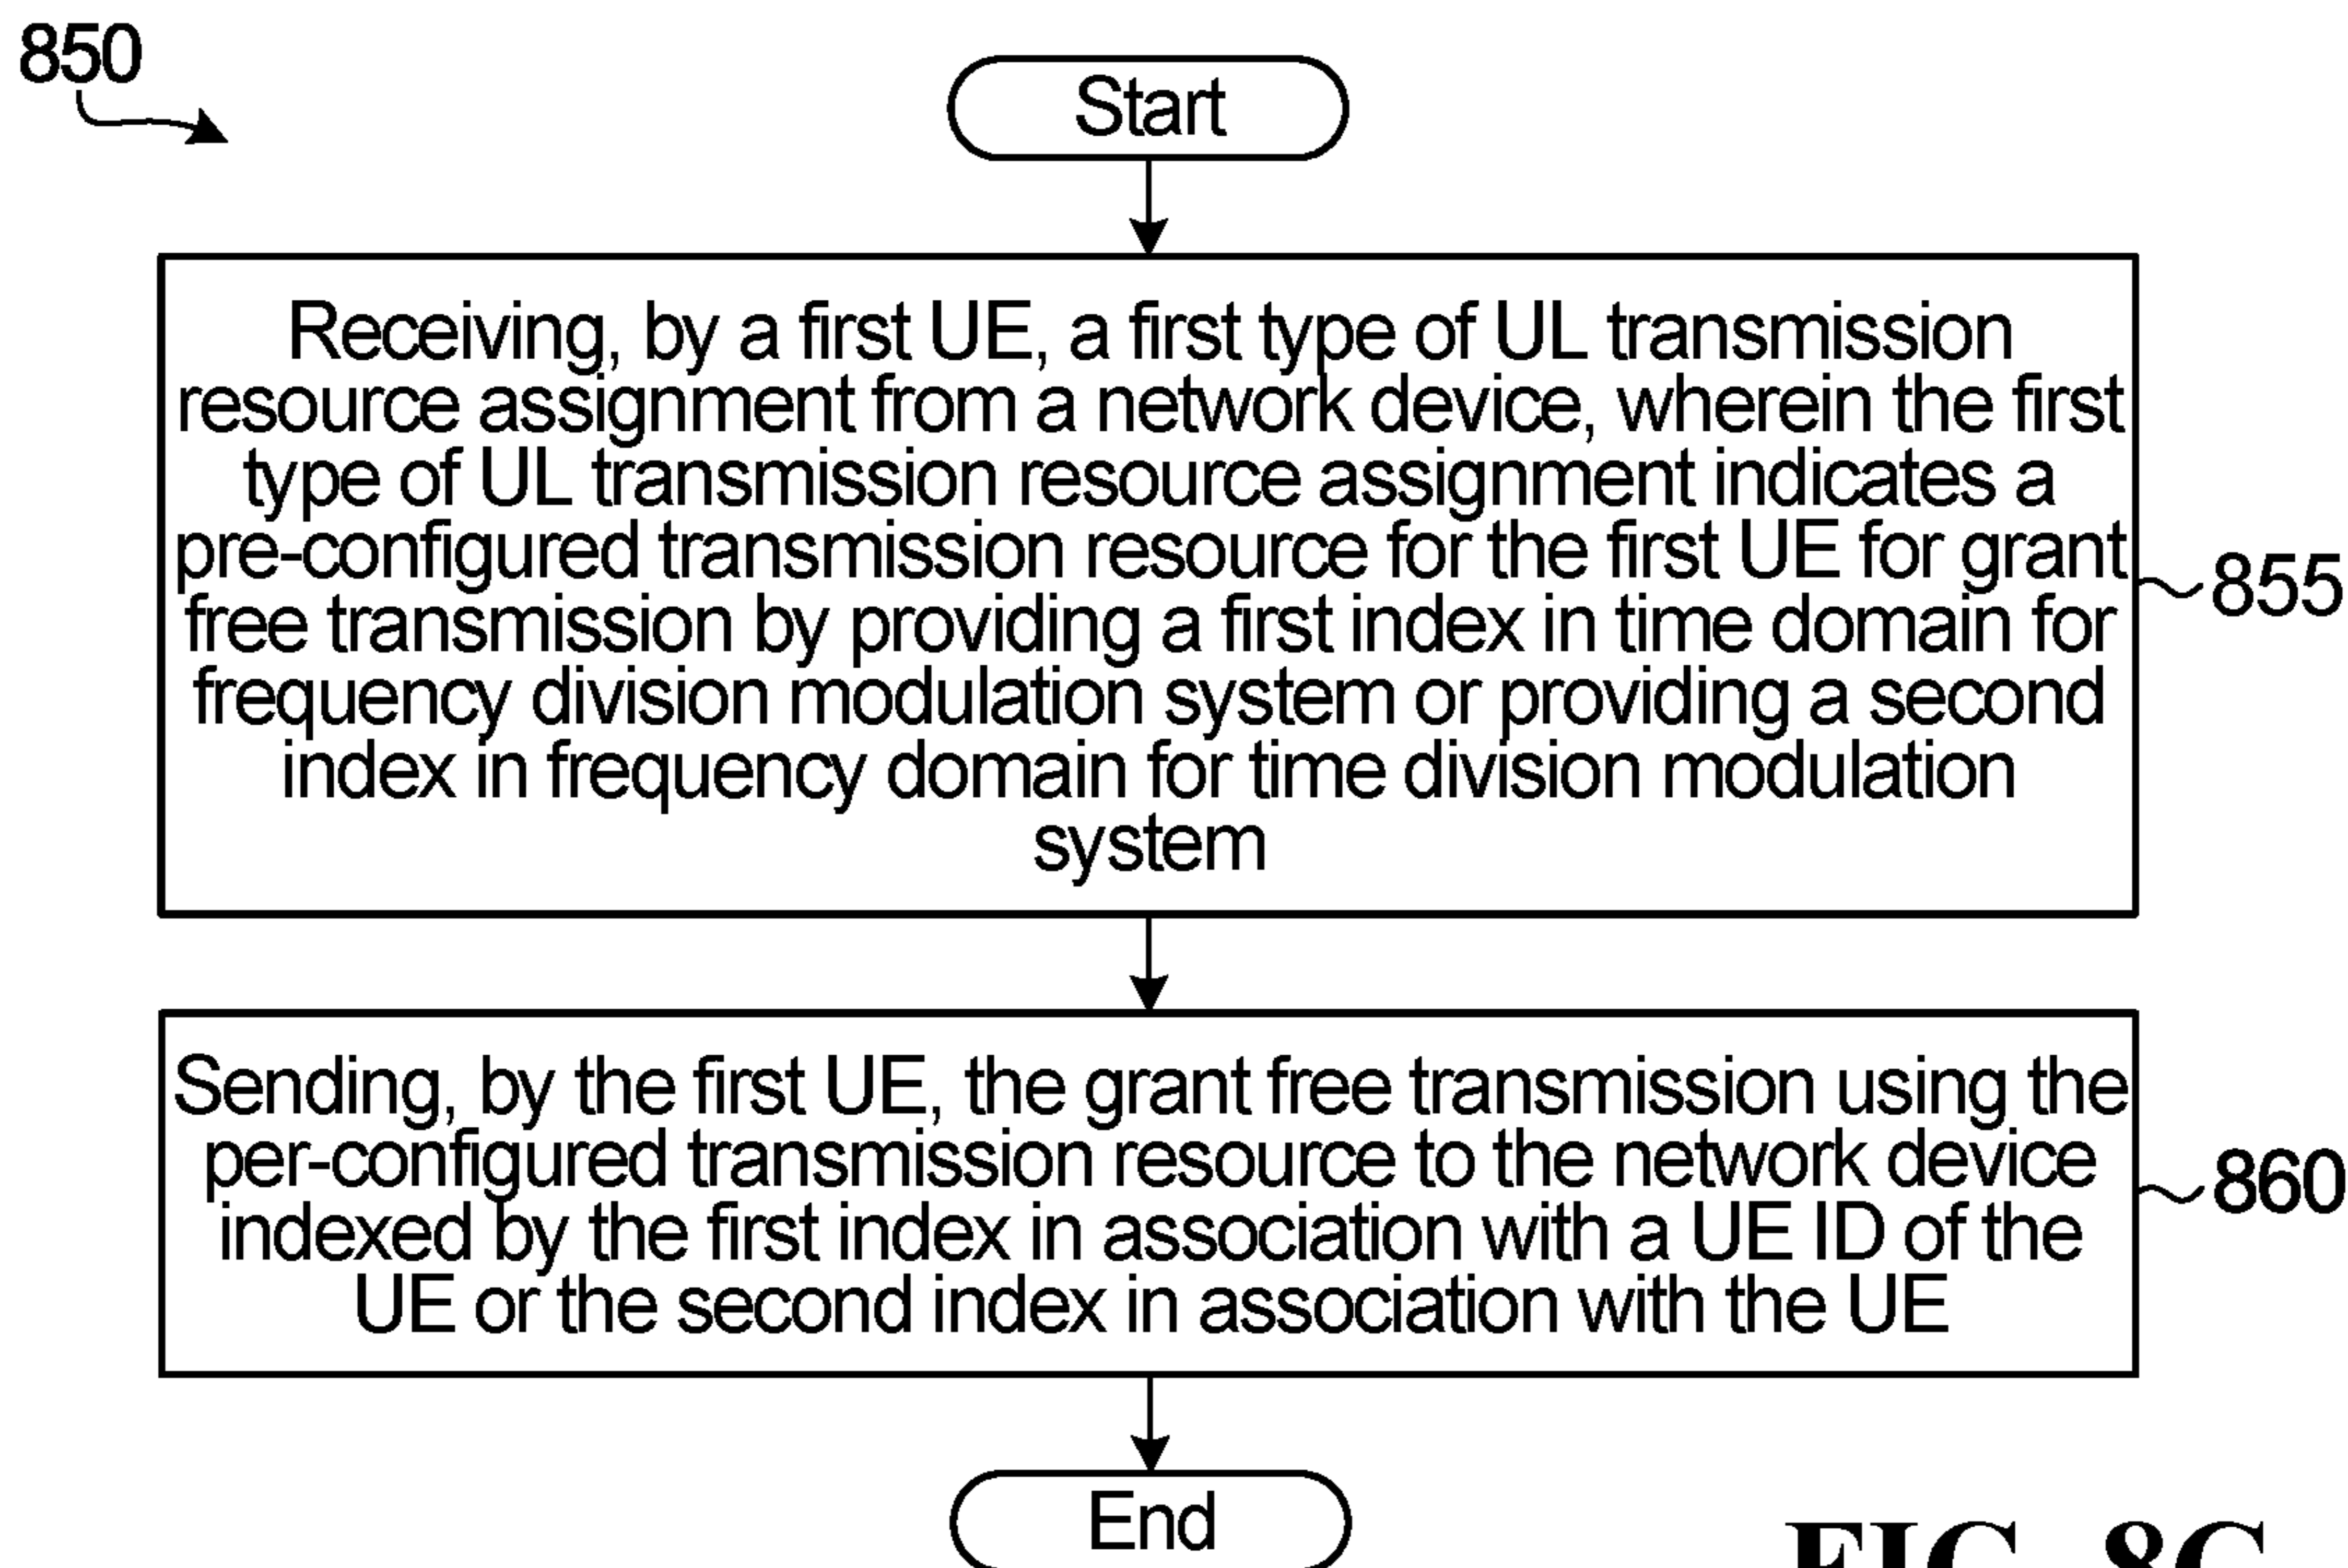 850
Start
Receiving, by a first UE, a first type of UL transmission
resource assignment from a network device, wherein the first
type of UL transmission resource assignment indicates a
pre-configured transmission resource for the first UE for grant
free transmission by providing a first index in time domain for
frequency division modulation system or providing a second
index in frequency domain for time division modulation
system
855
Sending, by the first UE, the grant free transmission using the
per-configured transmission resource to the network device
indexed by the first index in association with a UE ID of the
UE or the second index in association with the UE
860
End
FIG. 8C